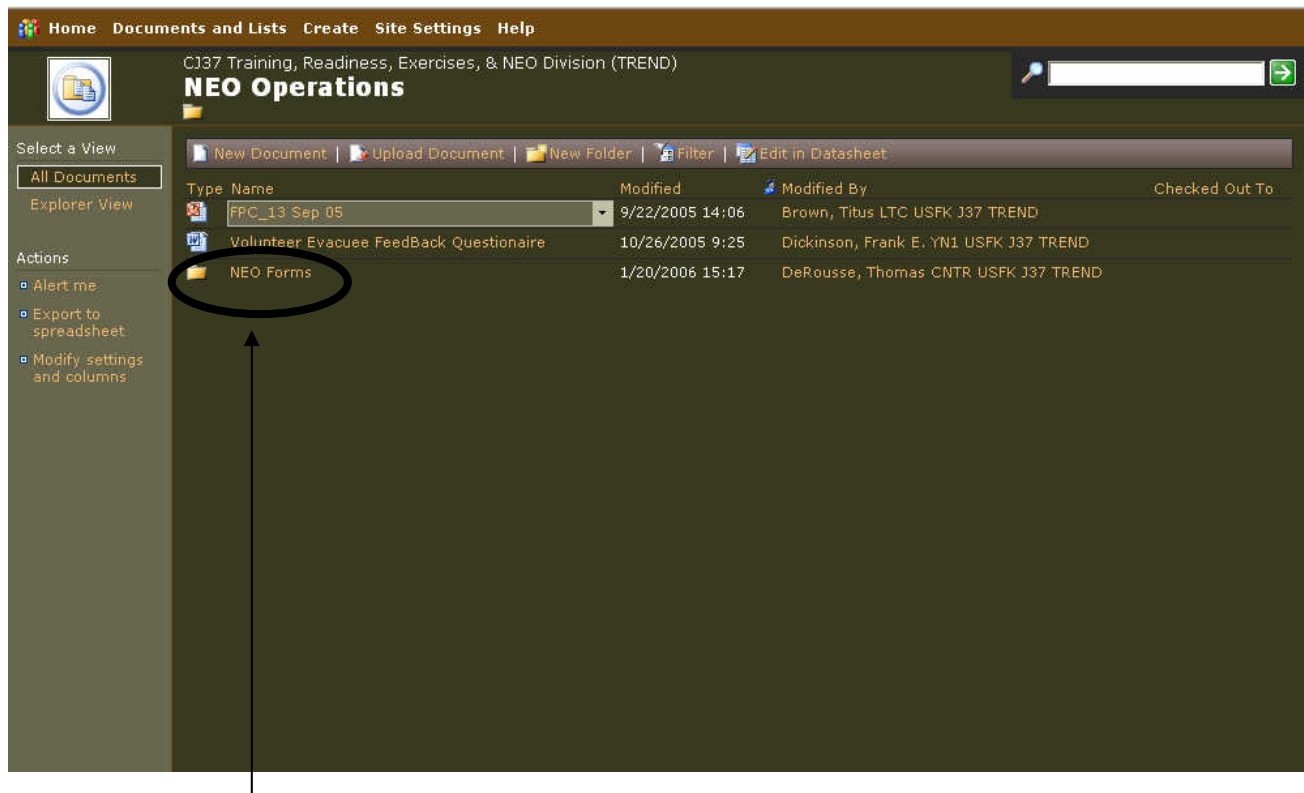 Home Documents and Lists Create Site Settings Help
CJ37 Training, Readiness, Exercises, & NEO Division (TREND)
NEO Operations
Select a View
All Documents
Explorer View
Actions
Alert me
Export to
spreadsheet
Modify settings
and columns
New Document | Upload Document | New Folder | Filter | Edit in Datasheet
Type Name Modified Modified By Checked Out To
FPC_13 Sep 05 9/22/2005 14:06 Brown, Titus LTC USFK J37 TREND
Volunteer Evacuee FeedBack Questionaire 10/26/2005 9:25 Dickinson, Frank E. YN1 USFK J37 TREND
NEO Forms 1/20/2006 15:17 DeRousse, Thomas CNTR USFK J37 TREND